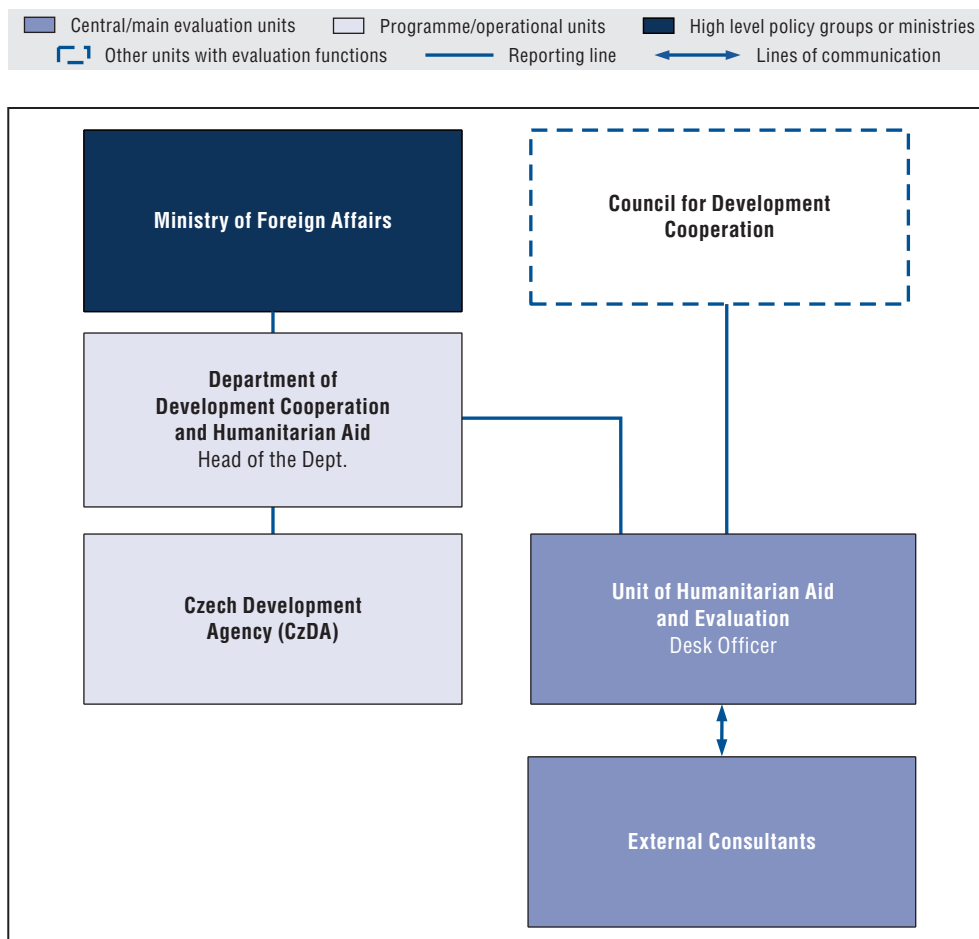 Central/main evaluation units
Programme/operational units
High level policy groups or ministries
Other units with evaluation functions
Reporting line
Lines of communication
Ministry of Foreign Affairs
Council for Development
Cooperation
Department of
Development Cooperation
and Humanitarian Aid
Head of the Dept.
Czech Development
Agency (CzDA)
Unit of Humanitarian Aid
and Evaluation
Desk Officer
External Consultants